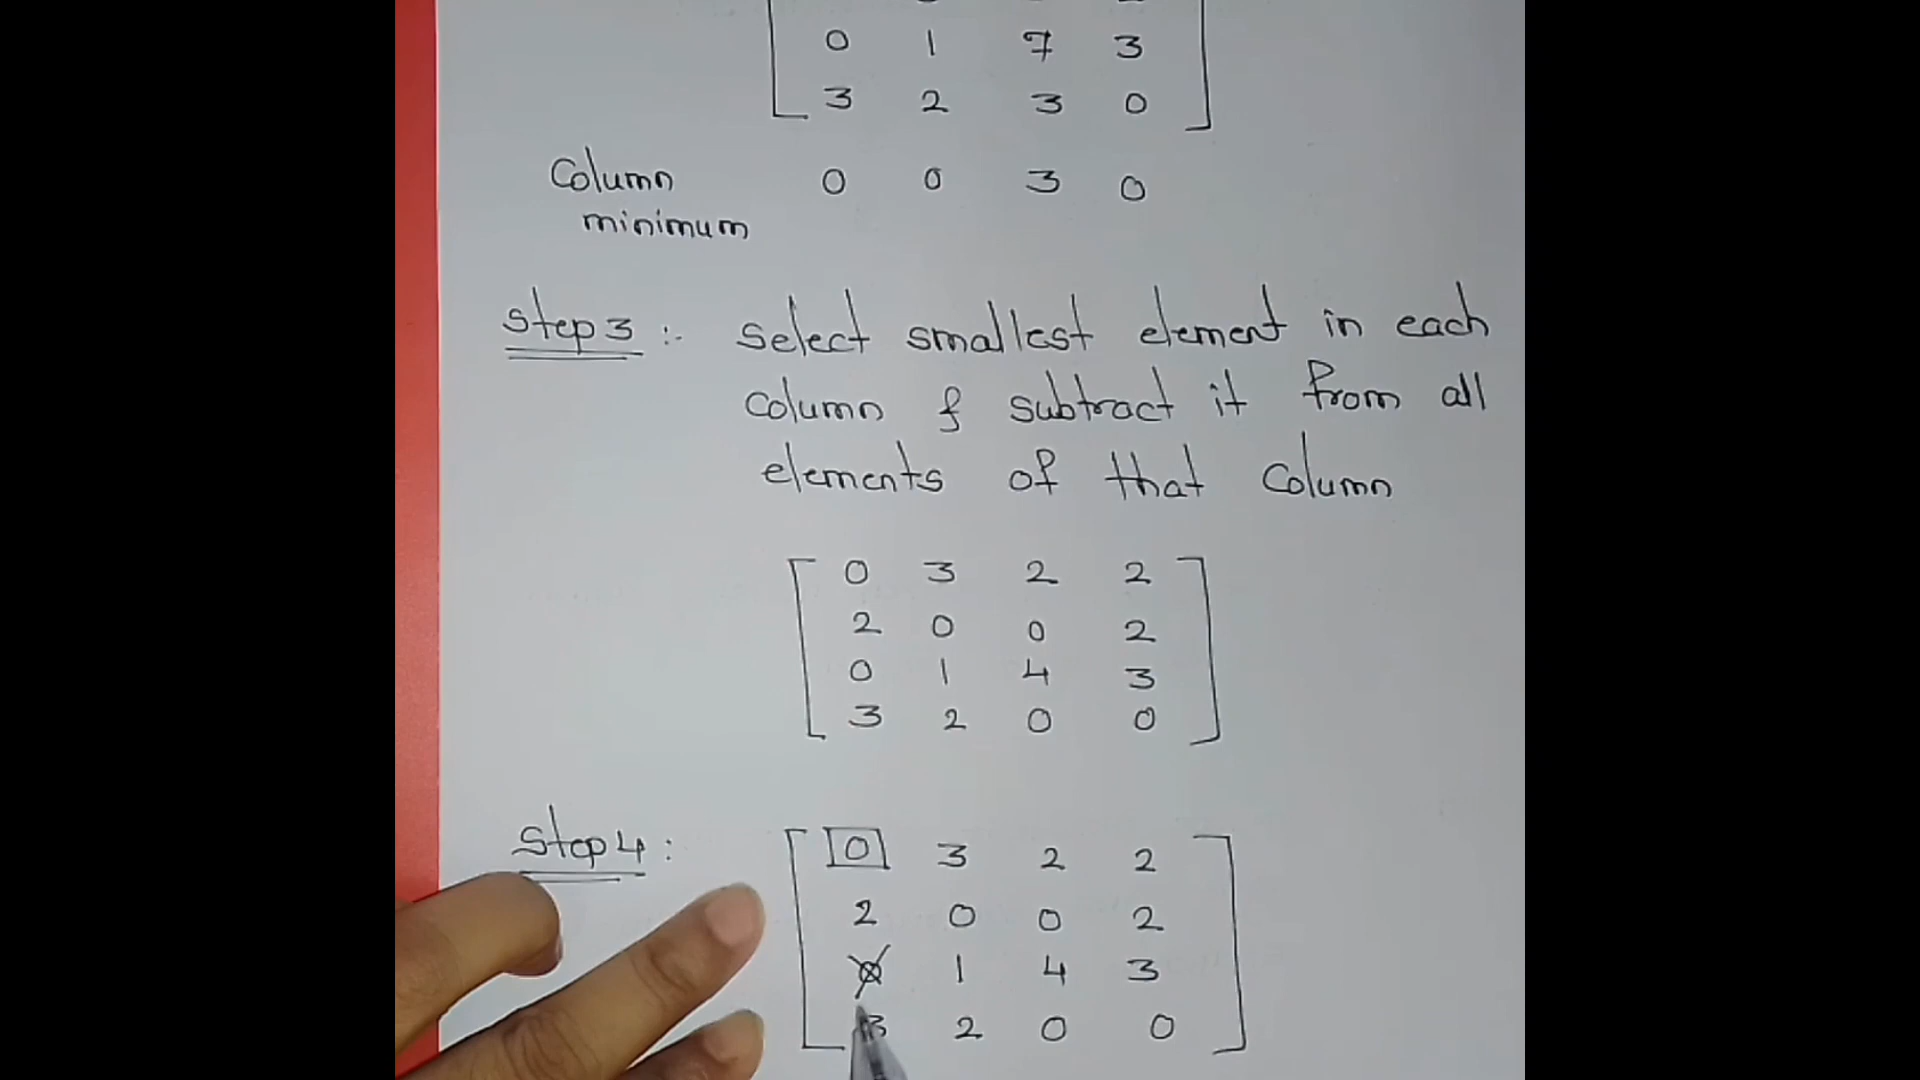 0 1 7 3
3 2 3 0
Column 0 0 3 0
minimum
Step 3 :- Select smallest element in each
column & subtract it from all
elements of that column
0 3 2 2
2 0 0 2
0 1 4 3
3 2 0 0
Step 4 : 0 3 2 2
2 0 0 2
0 1 4 3
3 2 0 0